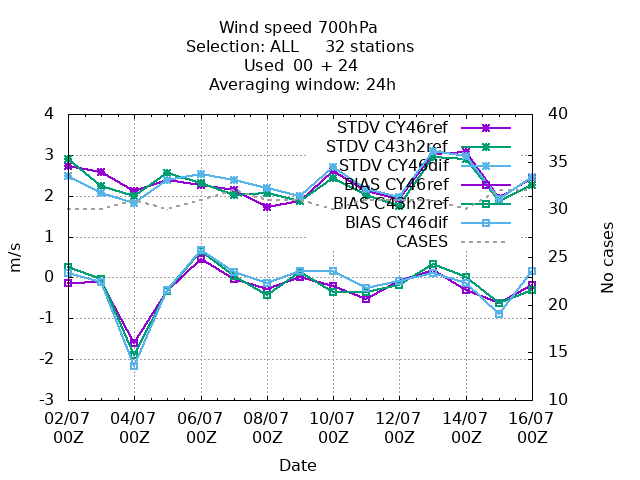 Wind speed 700hPa
Selection: ALL 32 stations
Used 00 + 24
Averaging window: 24h
STDV CY46ref
STDV C43h2ref
STDV CY46dif
BIAS CY46ref
BIAS C43h2ref
BIAS CY46dif
CASES
4
3
2
1
0
-1
-2
-3
m/s
40
35
30
25
20
15
10
No cases
02/07 04/07 06/07 08/07 10/07 12/07 14/07 16/07
00Z 00Z 00Z 00Z 00Z 00Z 00Z 00Z
Date